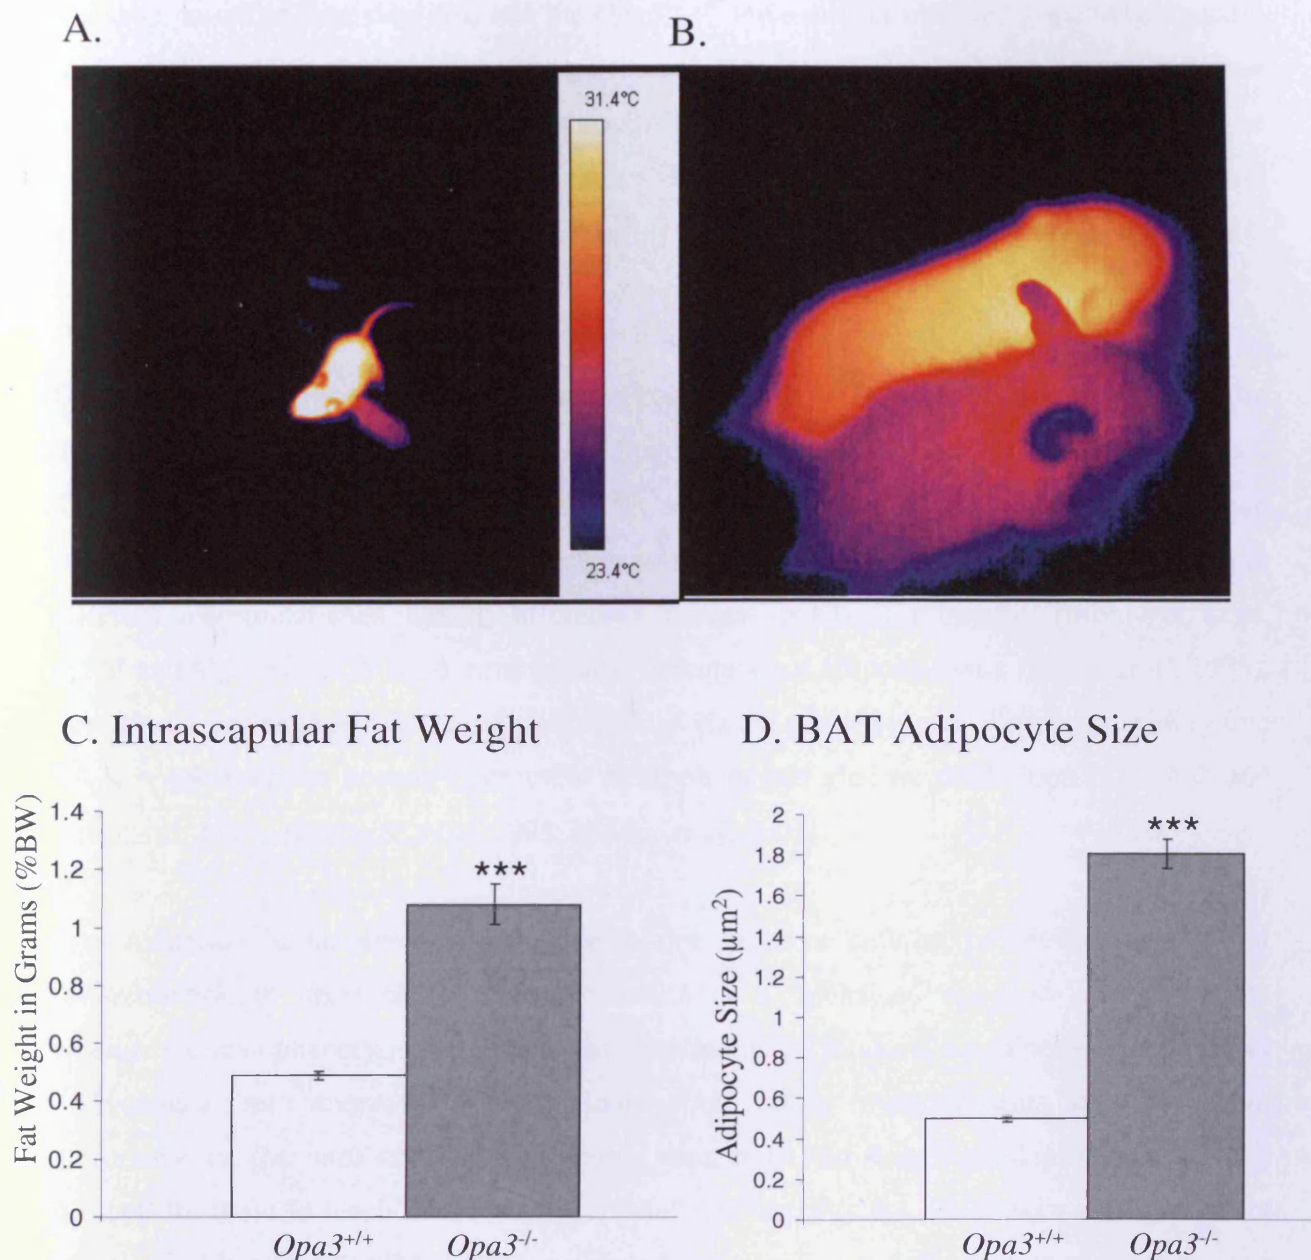 A.
B.
31.4°C
23.4°C
C. Intrascapular Fat Weight
Fat Weight in Grams (%BW)
1.4
1.2
1
0.8
0.6
0.4
0.2
0
***
Opa3+/+
Opa3-/-
D. BAT Adipocyte Size
Adipocyte Size (µm²)
2
1.8
1.6
1.4
1.2
1
0.8
0.6
0.4
0.2
0
***
Opa3+/+
Opa3-/-